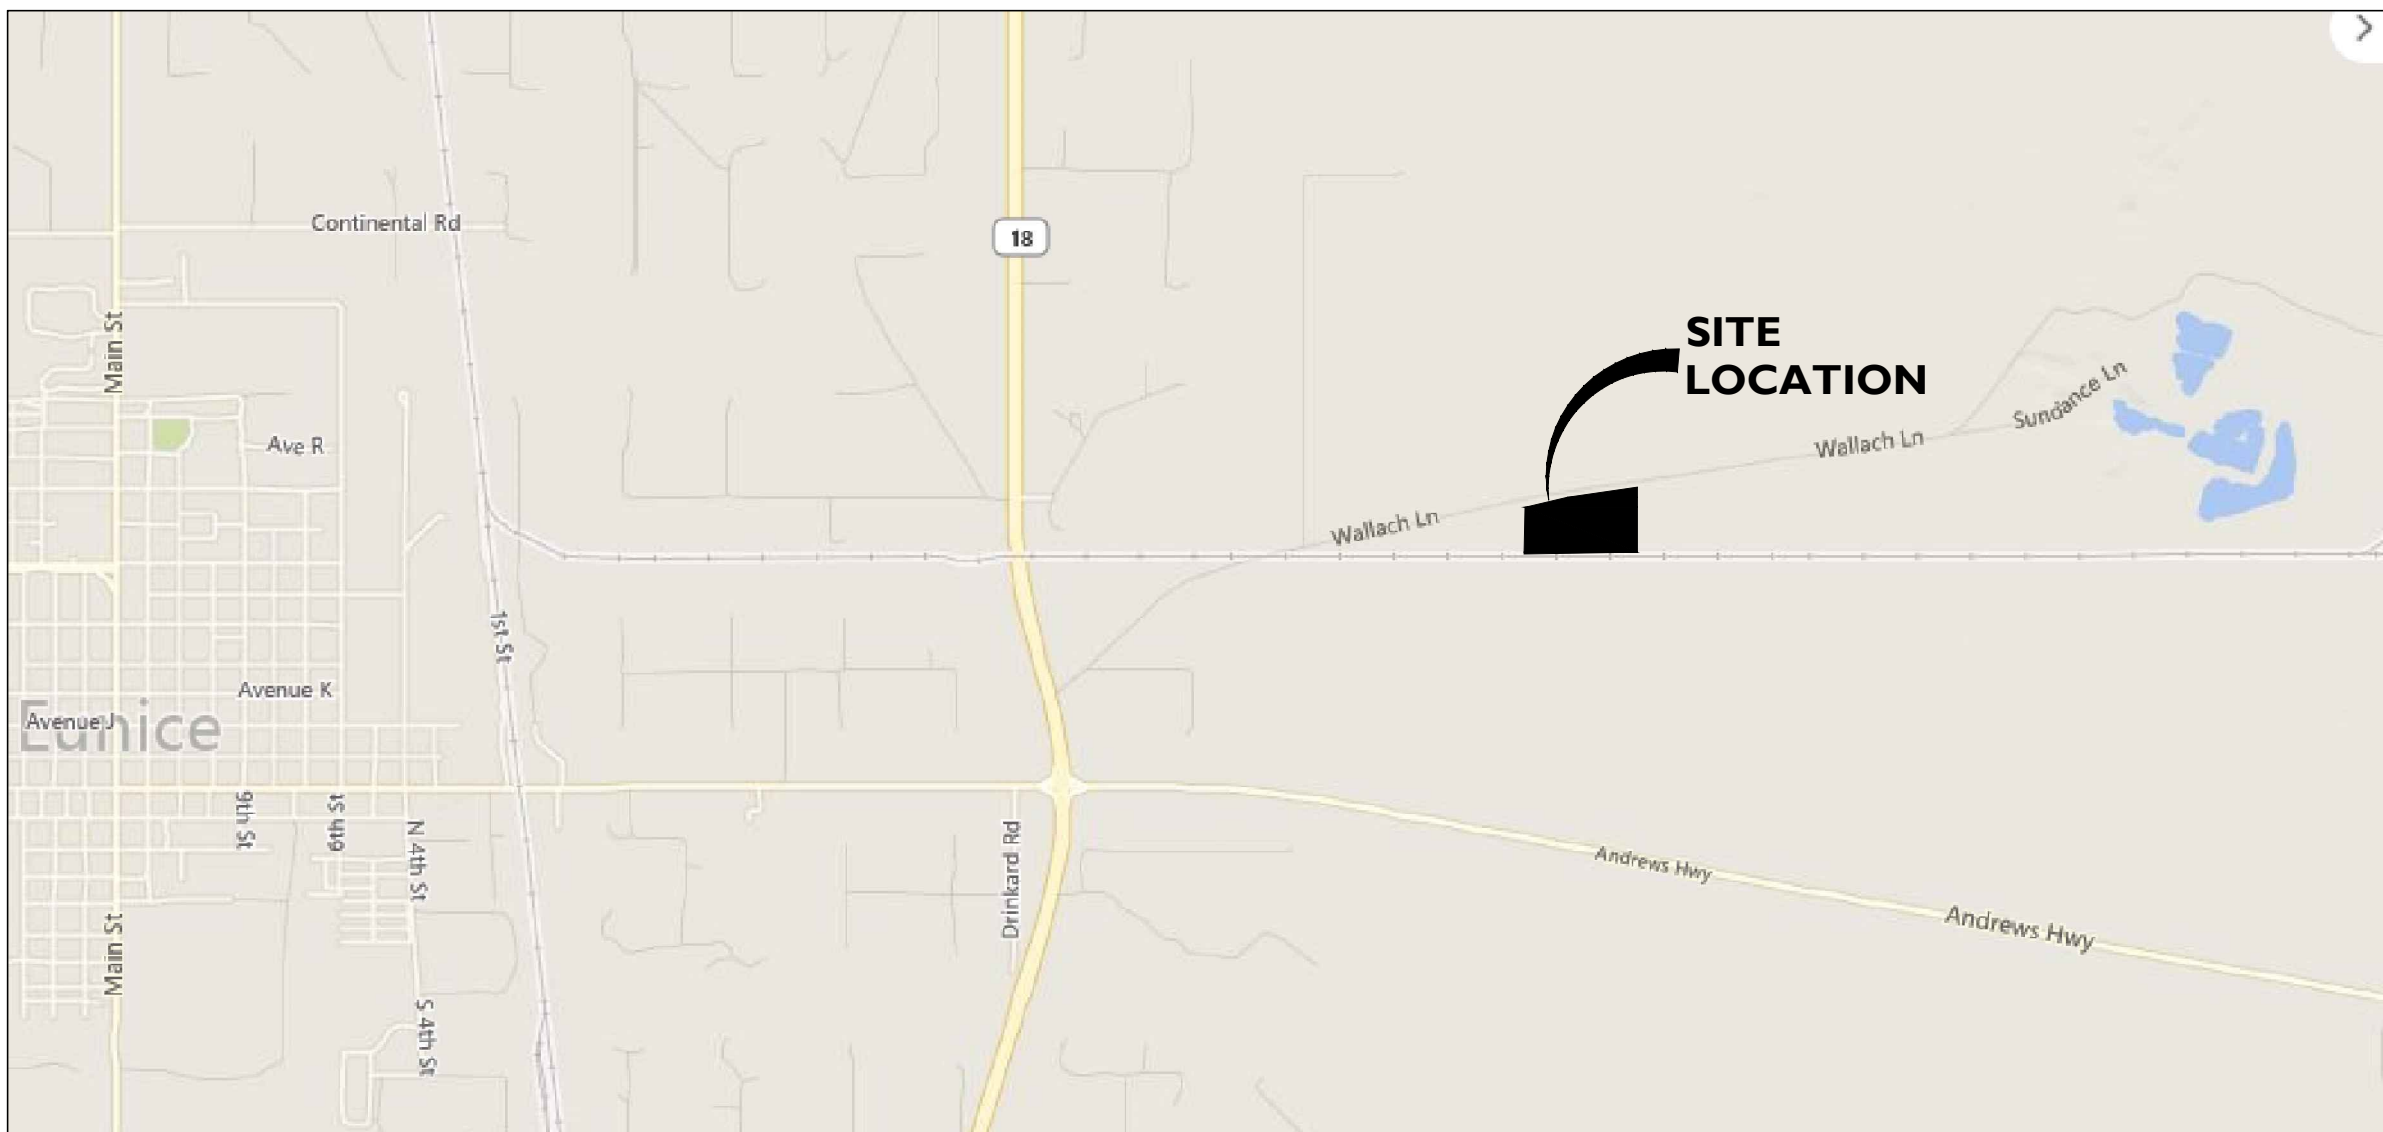 Continental Rd
18
Main St
SITE
LOCATION
Sundance Ln
Ave R
Wallach Ln
Wallach Ln
1st St
Avenue K
Avenue J
Eunice
9th St
6th St
N 4th St
Drinkard Rd
Andrews Hwy
Andrews Hwy
Main St
S 4th St